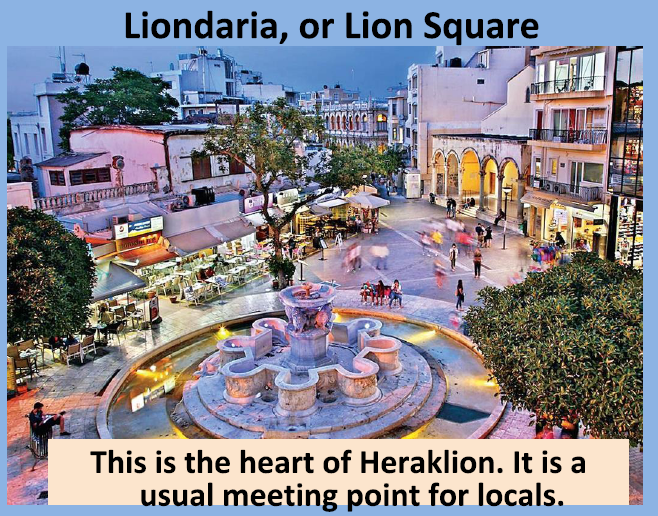 Liondaria, or Lion Square
This is the heart of Heraklion. It is a
usual meeting point for locals.